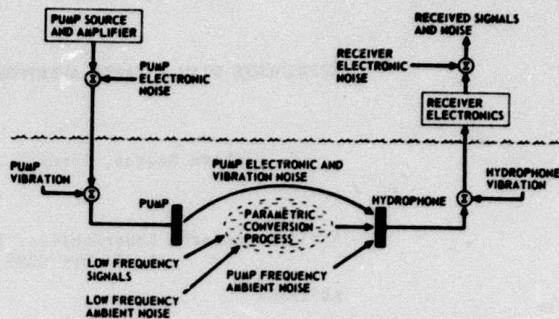 PUMP SOURCE
AND AMPLIFIER
RECEIVED SIGNALS
AND NOISE
Σ
PUMP
ELECTRONIC
NOISE
RECEIVER
ELECTRONIC
NOISE
Σ
RECEIVER
ELECTRONICS
PUMP
VIBRATION
Σ
PUMP ELECTRONIC AND
VIBRATION NOISE
Σ
HYDROPHONE
VIBRATION
PUMP
HYDROPHONE
PARAMETRIC
CONVERSION
PROCESS
LOW FREQUENCY
SIGNALS
PUMP FREQUENCY
AMBIENT NOISE
LOW FREQUENCY
AMBIENT NOISE